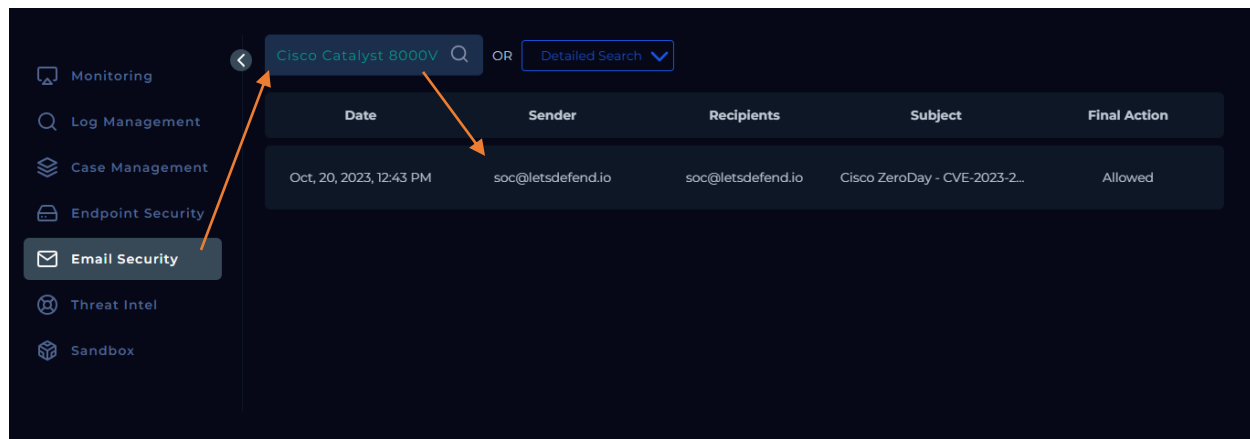 Cisco Catalyst 8000V OR Detailed Search
Monitoring
Log Management
Case Management
Endpoint Security
Email Security
Threat Intel
Sandbox
Date Sender Recipients Subject Final Action
Oct, 20, 2023, 12:43 PM soc@letsdefend.io soc@letsdefend.io Cisco ZeroDay - CVE-2023-2... Allowed